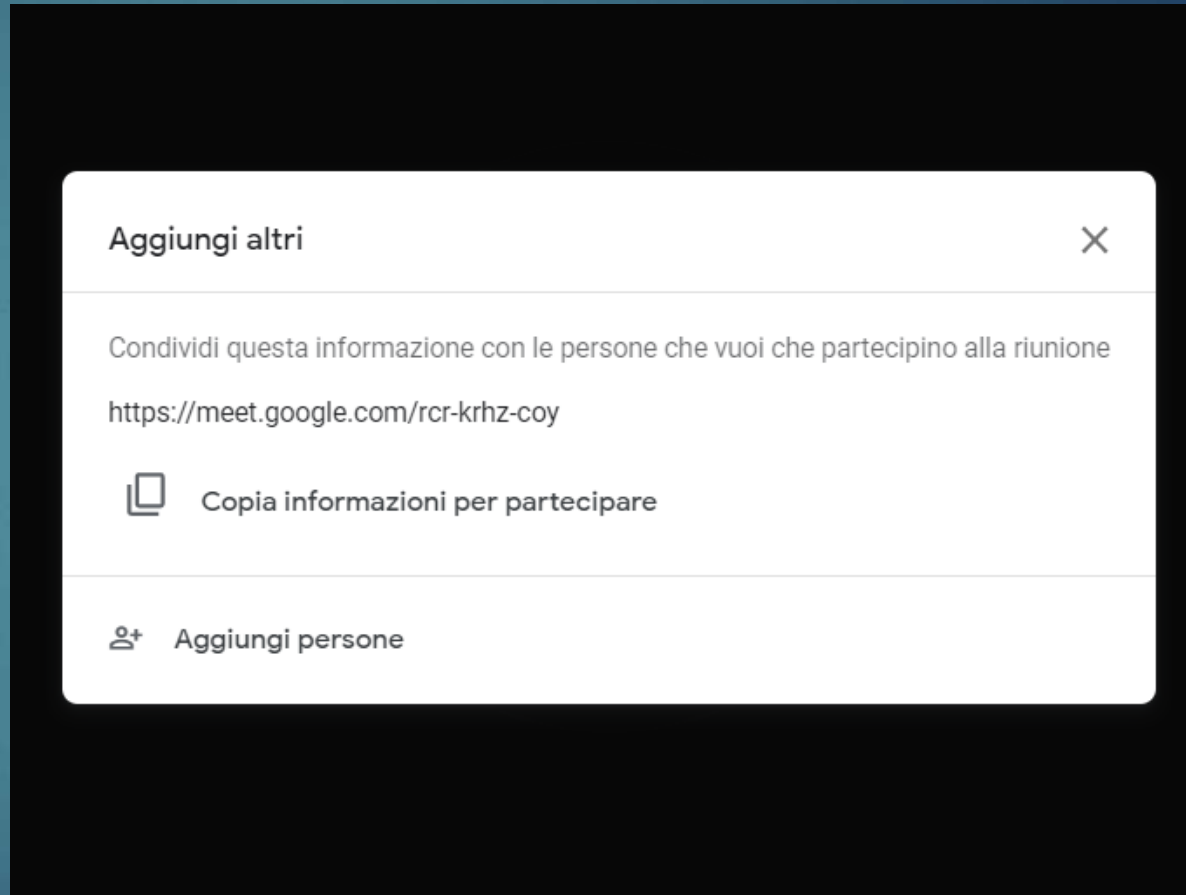 Aggiungi altri
Condividi questa informazione con le persone che vuoi che partecipino alla riunione
https://meet.google.com/rcr-krhz-coy
Copia informazioni per partecipare
Aggiungi persone